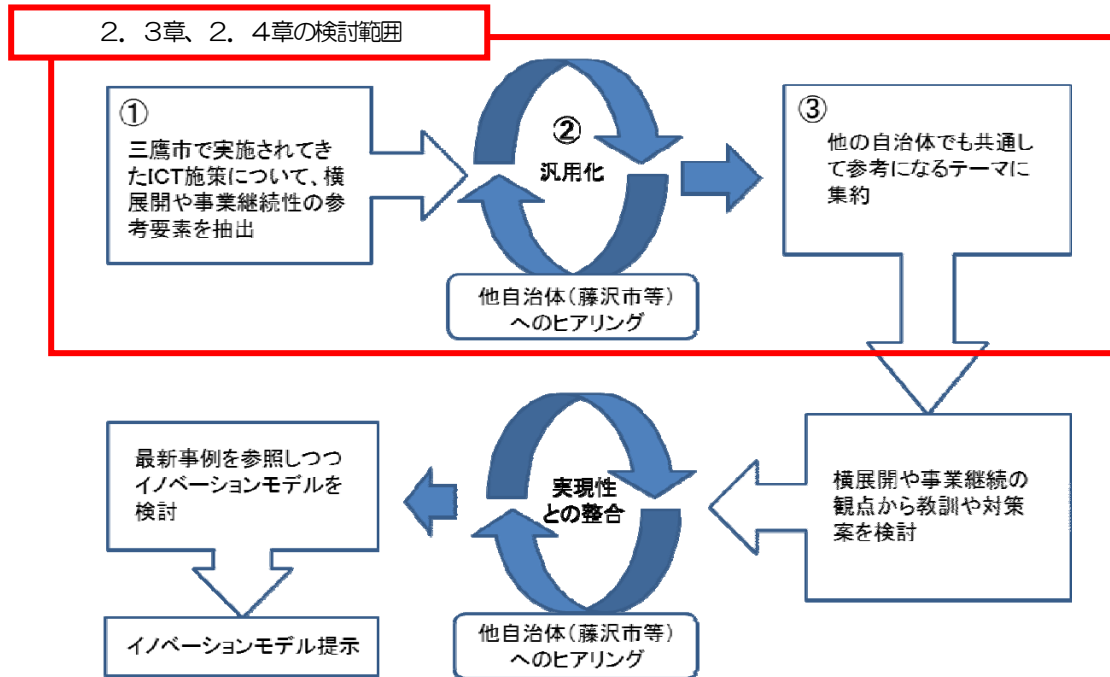 ２．３章、２．４章の検討範囲
①
三鷹市で実施されてき
たICT施策について、横
展開や事業継続性の参
考要素を抽出
②
汎用化
他自治体（藤沢市等）
へのヒアリング
③
他の自治体でも共通し
て参考になるテーマに
集約
横展開や事業継続の
観点から教訓や対策
案を検討
実現性
との整合
他自治体（藤沢市等）
へのヒアリング
最新事例を参照しつつ
イノベーションモデルを
検討
イノベーションモデル提示